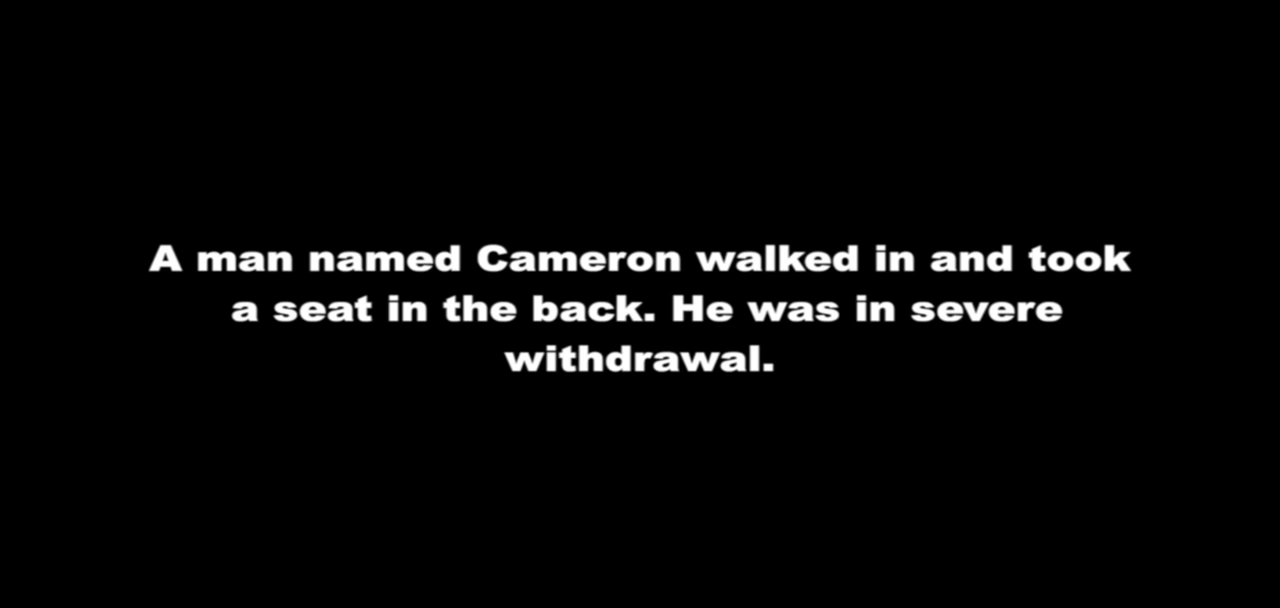 A man named Cameron walked in and took
a seat in the back. He was in severe
withdrawal.